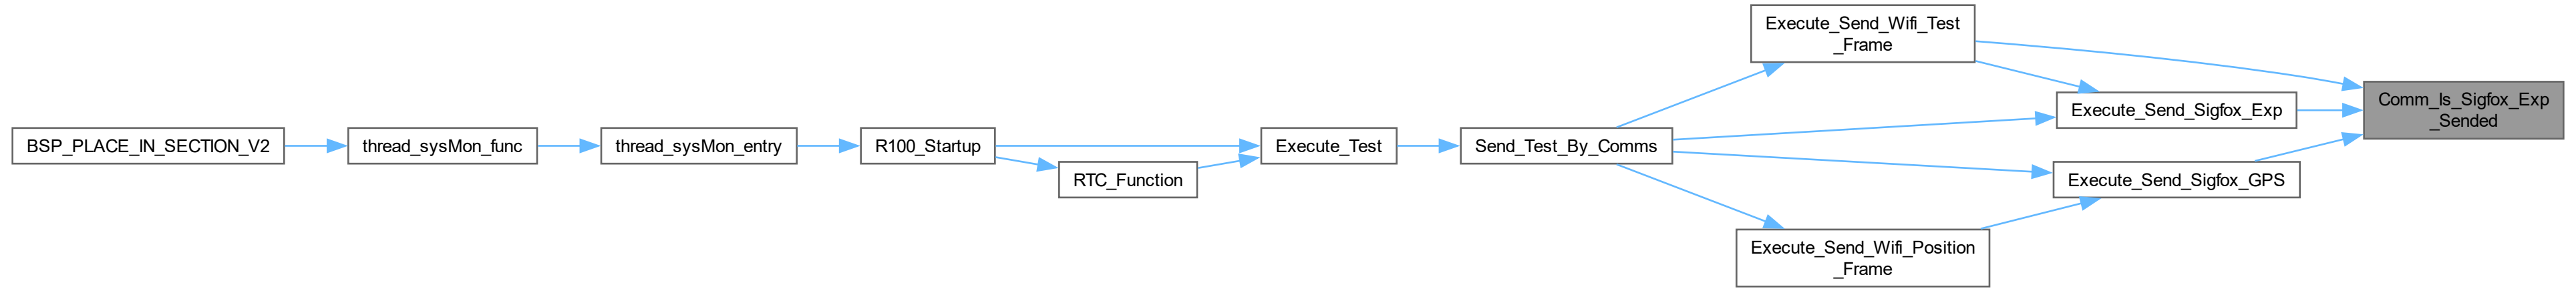 BSP_PLACE_IN_SECTION_V2
thread_sysMon_func
thread_sysMon_entry
R100_Startup
RTC_Function
Execute_Test
Send_Test_By_Comms
Execute_Send_Wifi_Test
_Frame
Execute_Send_Sigfox_Exp
Execute_Send_Sigfox_GPS
Execute_Send_Wifi_Position
_Frame
Comm_Is_Sigfox_Exp
_Sended